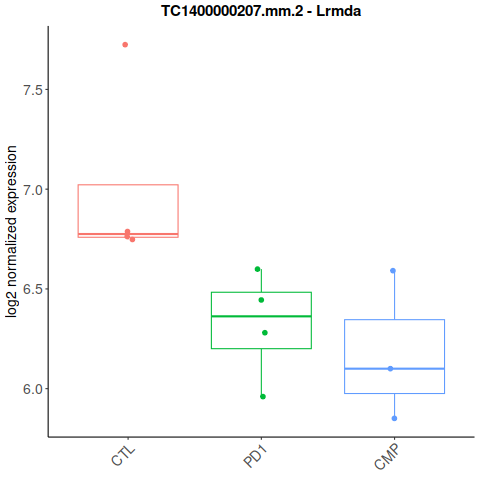 TC1400000207.mm.2 - Lrmda
log2 normalized expression
7.5
7.0
6.5
6.0
CTL
PD1
CMP